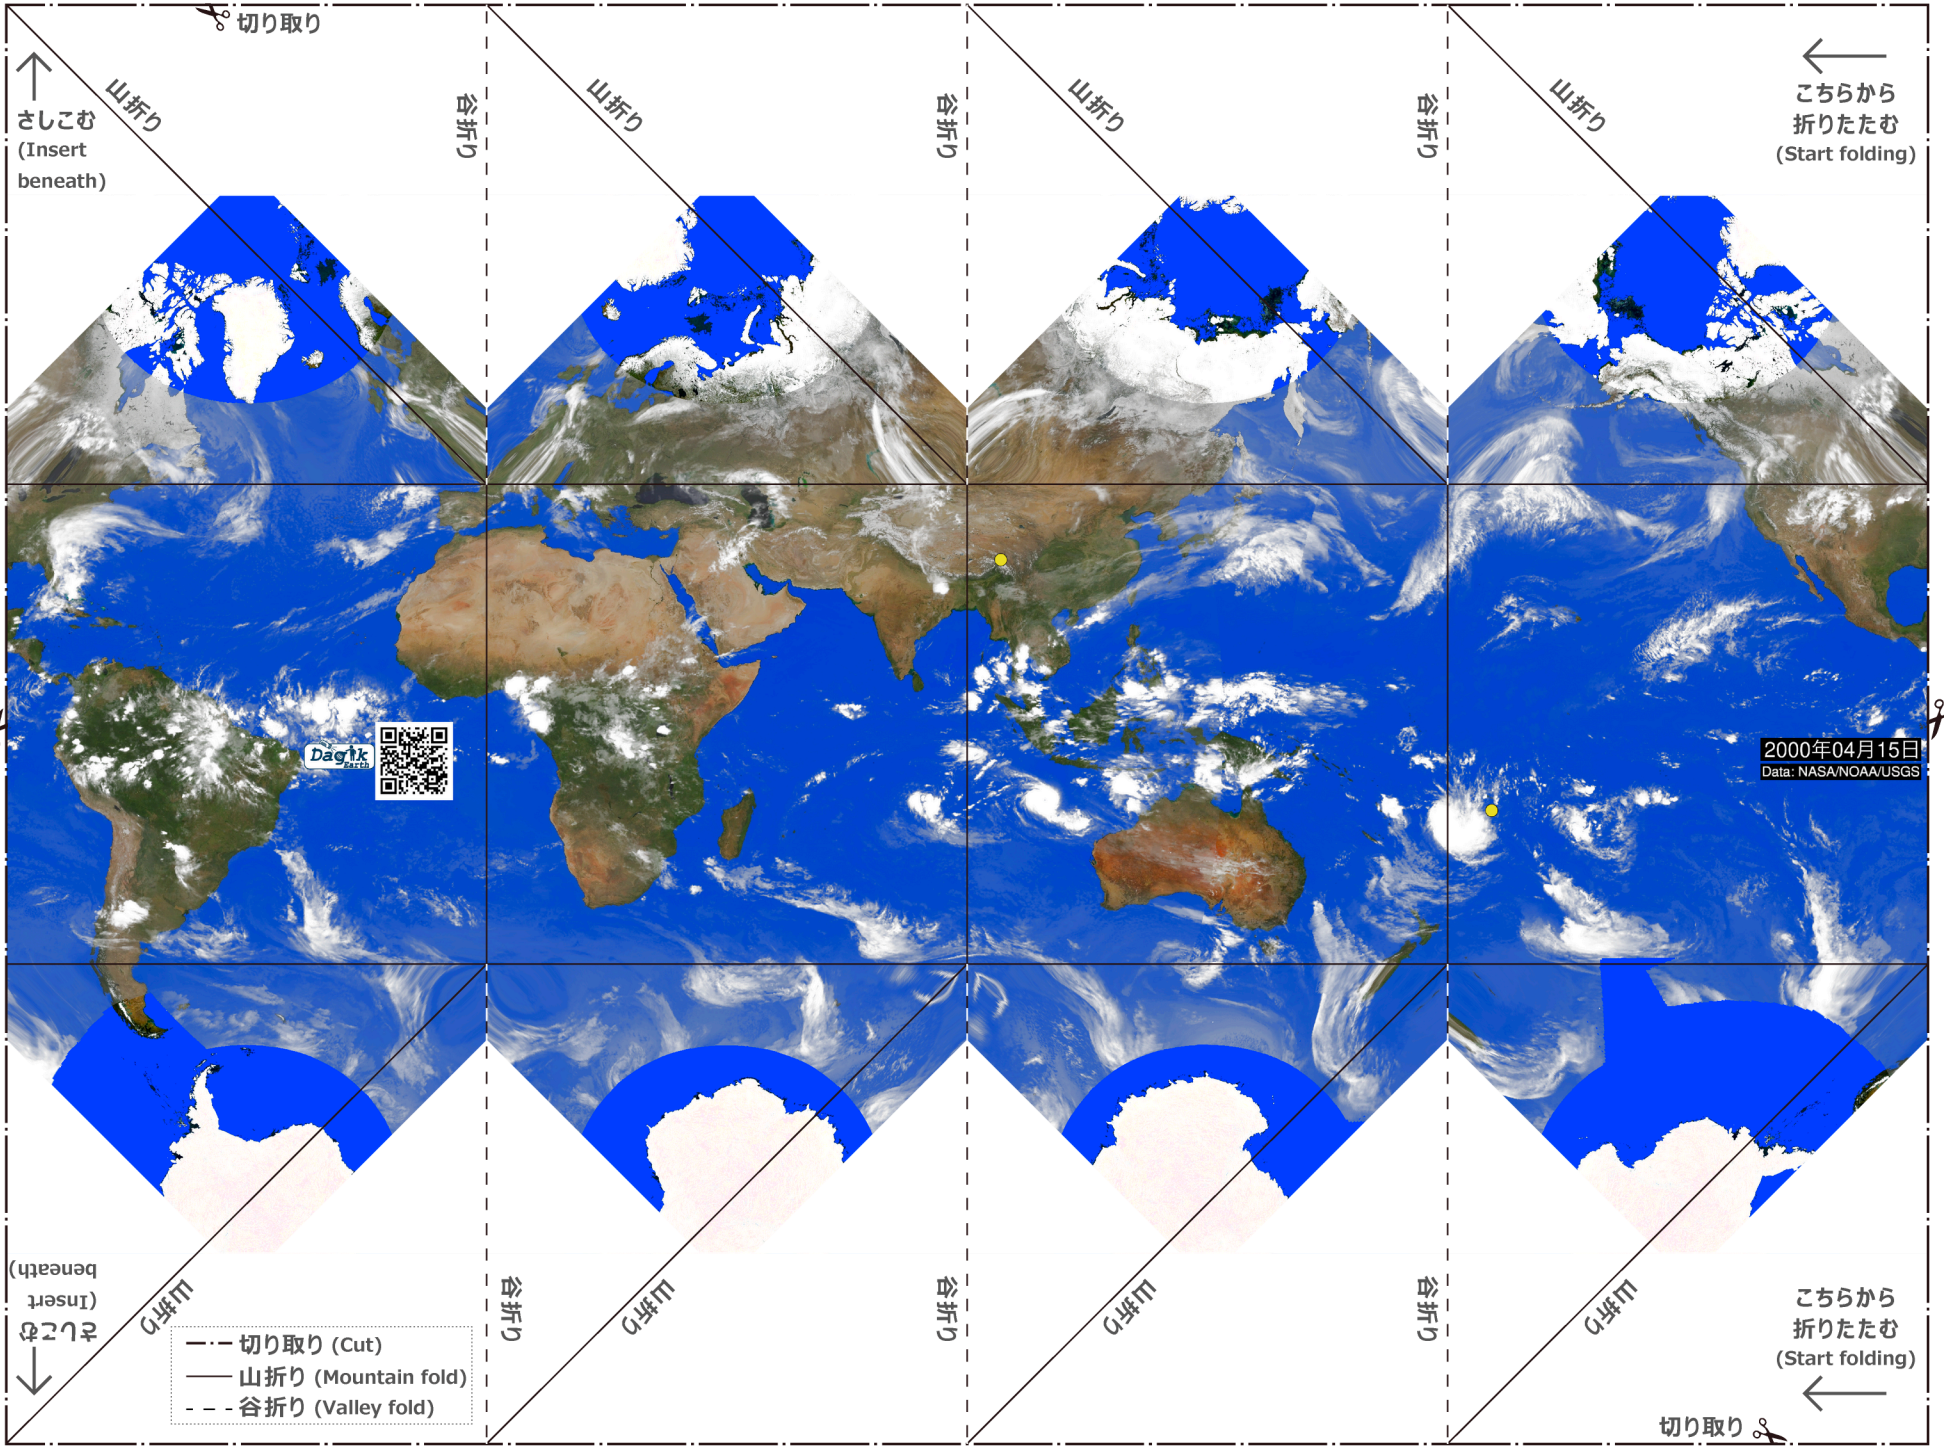 切り取り
さしこむ
(Insert
beneath)
山折り
谷折り
山折り
谷折り
山折り
谷折り
山折り
こちらから
折りたたむ
(Start folding)
Dagik
Earth
2000年04月15日
Data: NASA/NOAA/USGS
さしこむ
(Insert
beneath)
山折り
谷折り
山折り
谷折り
山折り
谷折り
山折り
こちらから
折りたたむ
(Start folding)
切り取り (Cut)
山折り (Mountain fold)
谷折り (Valley fold)
切り取り